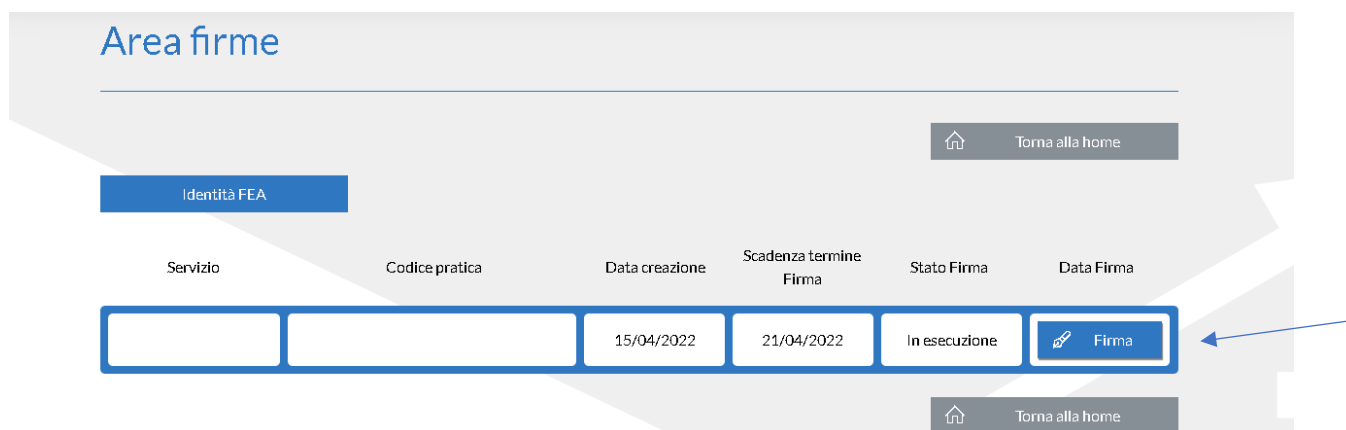 Area firme
Torna alla home
Identità FEA
Servizio Codice pratica Data creazione Scadenza termine Firma Stato Firma Data Firma
15/04/2022 21/04/2022 In esecuzione Firma
Torna alla home